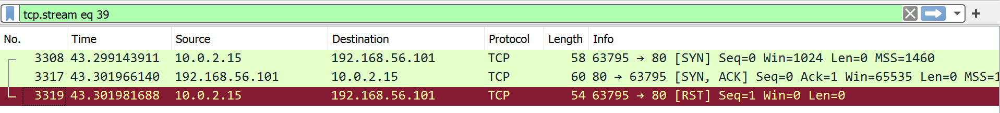 tcp.stream eq 39
No. Time Source Destination Protocol Length Info
3308 43.299143911 10.0.2.15 192.168.56.101 TCP 58 63795 → 80 [SYN] Seq=0 Win=1024 Len=0 MSS=1460
3317 43.301966140 192.168.56.101 10.0.2.15 TCP 60 80 → 63795 [SYN, ACK] Seq=0 Ack=1 Win=65535 Len=0 MSS=1
3319 43.301981688 10.0.2.15 192.168.56.101 TCP 54 63795 → 80 [RST] Seq=1 Win=0 Len=0